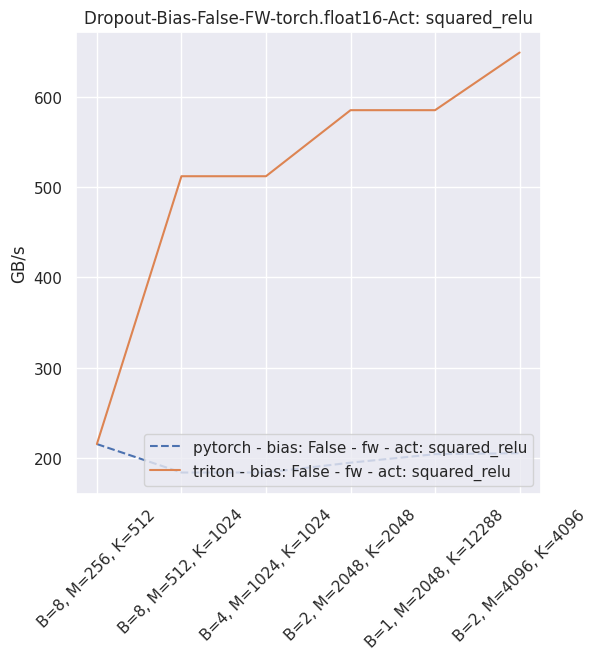 Dropout-Bias-False-FW-torch.float16-Act: squared_relu
GB/s
600
500
400
300
200
pytorch - bias: False - fw - act: squared_relu
triton - bias: False - fw - act: squared_relu
B=8, M=256, K=512
B=8, M=512, K=1024
B=4, M=1024, K=1024
B=2, M=2048, K=2048
B=1, M=2048, K=12288
B=2, M=4096, K=4096